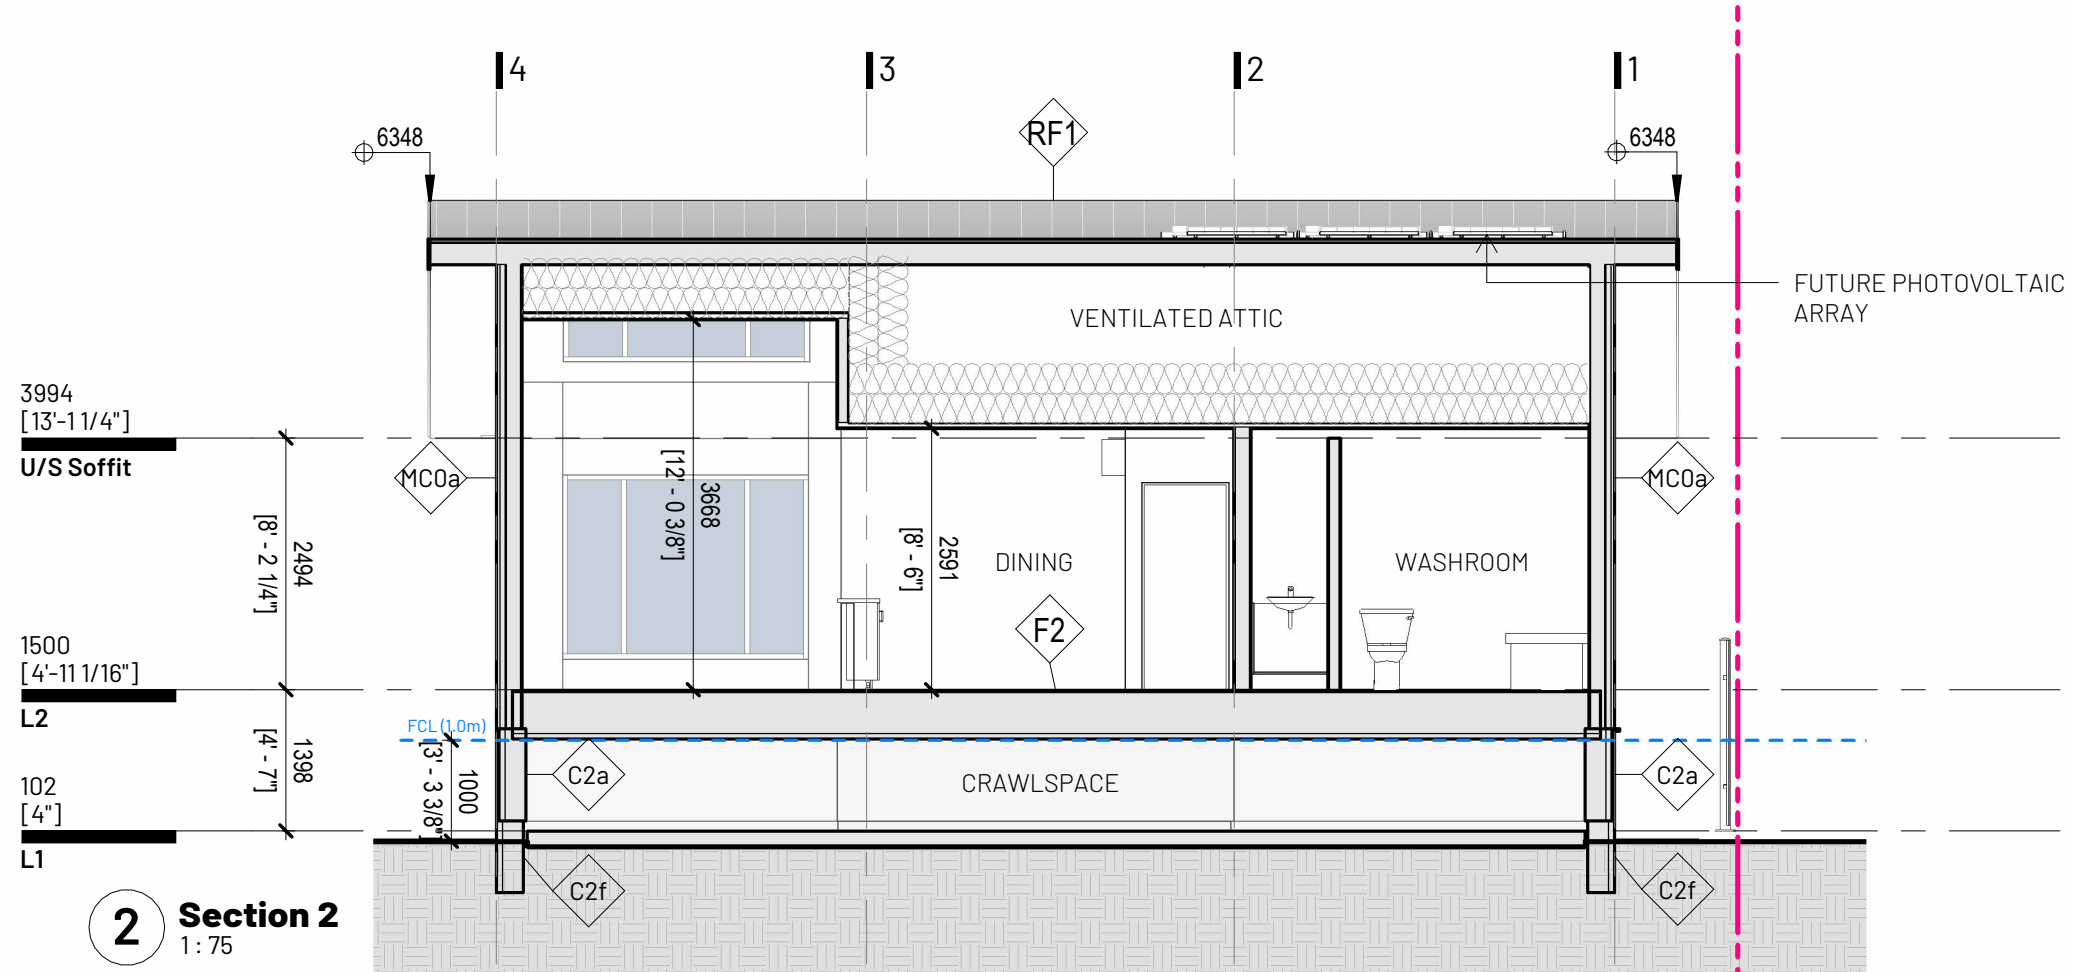 4
3
2
1
6348
RF1
6348
FUTURE PHOTOVOLTAIC
ARRAY
VENTILATED ATTIC
3994
[13'-1 1/4"]
U/S Soffit
MC0a
MC0a
2494
[8' - 2 1/4"]
3668
[12' - 0 3/8"]
2591
[8' - 6"]
DINING
WASHROOM
F2
1500
[4'-11 1/16"]
L2
FCL (1.0m)
1398
[4' - 7"]
1000
[3' - 3 3/8"]
C2a
CRAWLSPACE
C2a
102
[4"]
L1
C2f
C2f
2
Section 2
1 : 75